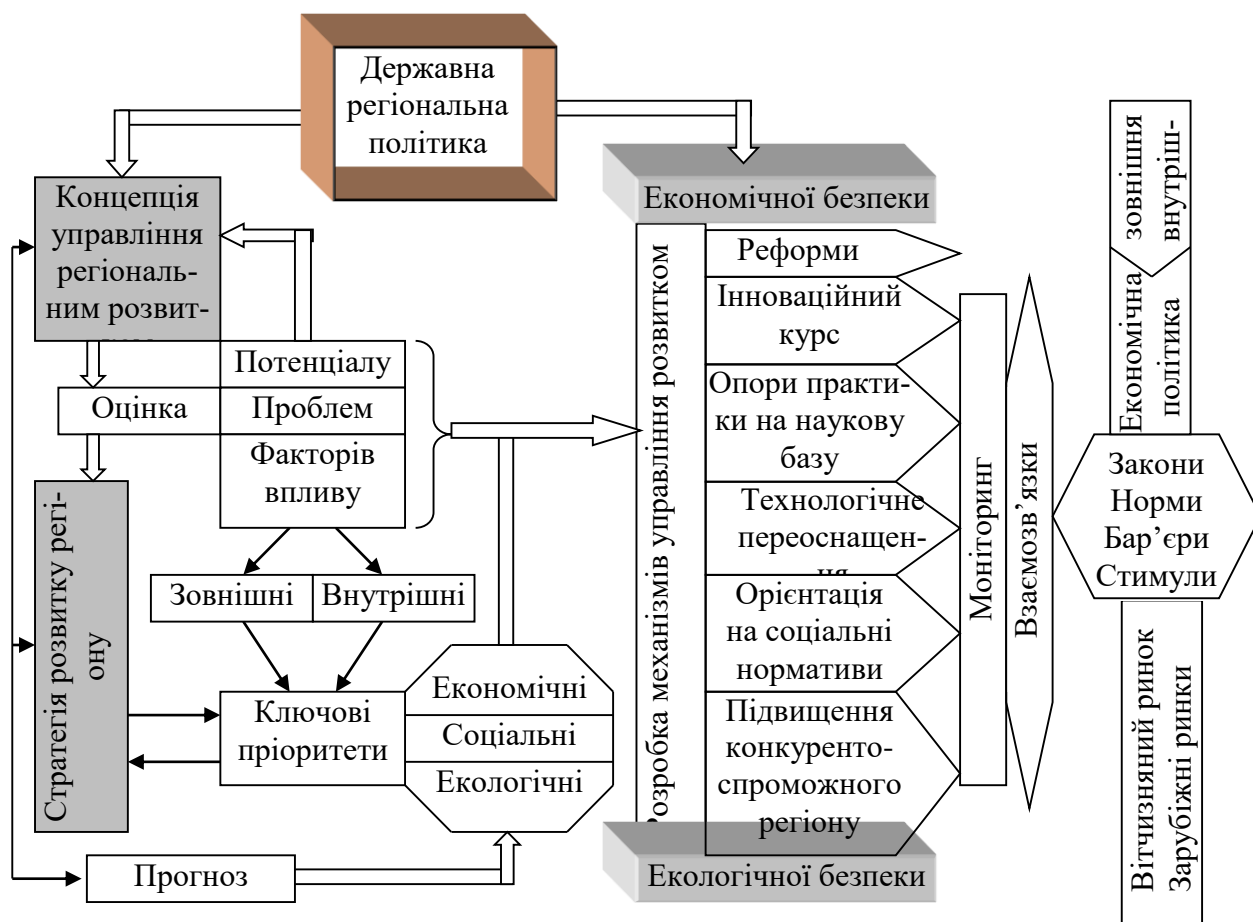 Державна
регіональна
політика
Економічної безпеки
Концепція
управління
регіональ-
ним розвит-
Потенціалу
Оцінка
Проблем
Факторів
впливу
Зовнішні
Внутрішні
Стратегія розвитку регі-
ону
Ключові
пріоритети
Економічні
Соціальні
Екологічні
Прогноз
Розробка механізмів управління розвитком
Реформи
Інноваційний
курс
Опори практи-
ки на наукову
базу
Технологічне
переоснащен-
ня
Орієнтація
на соціальні
нормативи
Підвищення
конкуренто-
спроможного
регіону
Екологічної безпеки
Моніторинг
Взаємозв’язки
зовнішня
внутріш-
Економічна
політика
Закони
Норми
Бар’єри
Стимули
Вітчизняний ринок
Зарубіжні ринки